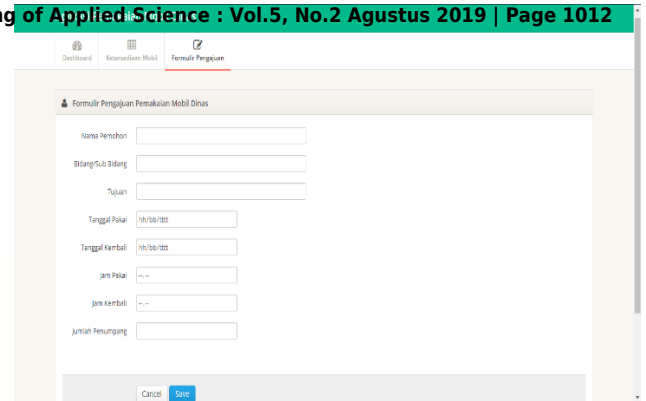 g of Applied Science : Vol.5, No.2 Agustus 2019 | Page 1012
Dashboard Ketersediaan Mobil Formulir Pengajuan
Formulir Pengajuan Pemakaian Mobil Dinas
Nama Pemohon
Bidang/Sub Bidang
Tujuan
Tanggal Pakai hh/bb/tttt
Tanggal Kembali hh/bb/tttt
Jam Pakai --.--
Jam Kembali --.--
Jumlah Penumpang
Cancel Save